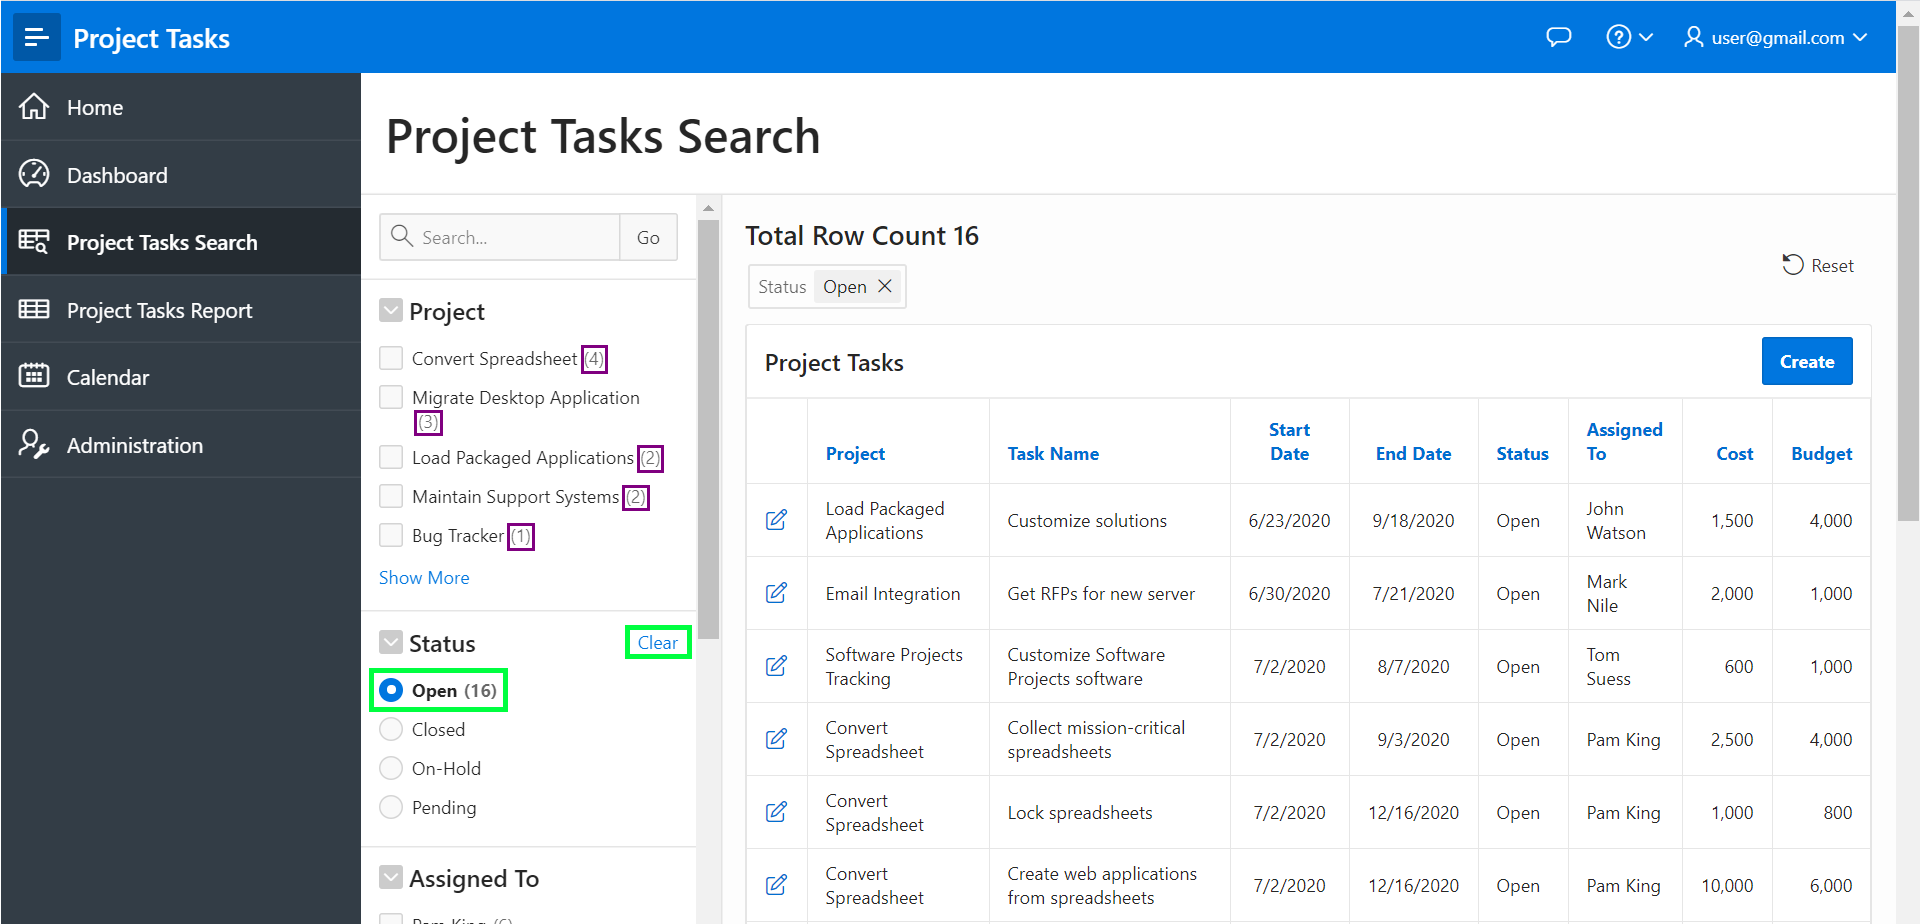 Project Tasks
user@gmail.com
Home
Dashboard
Project Tasks Search
Project Tasks Report
Calendar
Administration
Project Tasks Search
Search...
Go
Project
Convert Spreadsheet (4)
Migrate Desktop Application
(3)
Load Packaged Applications (2)
Maintain Support Systems (2)
Bug Tracker (1)
Show More
Status Clear
Open (16)
Closed
On-Hold
Pending
Assigned To
Pam King (6)
Total Row Count 16
Status Open
Reset
Project Tasks
Create
Project Task Name Start Date End Date Status Assigned To Cost Budget
Load Packaged Applications Customize solutions 6/23/2020 9/18/2020 Open John Watson 1,500 4,000
Email Integration Get RFPs for new server 6/30/2020 7/21/2020 Open Mark Nile 2,000 1,000
Software Projects Tracking Customize Software Projects software 7/2/2020 8/7/2020 Open Tom Suess 600 1,000
Convert Spreadsheet Collect mission-critical spreadsheets 7/2/2020 9/3/2020 Open Pam King 2,500 4,000
Convert Spreadsheet Lock spreadsheets 7/2/2020 12/16/2020 Open Pam King 1,000 800
Convert Spreadsheet Create web applications from spreadsheets 7/2/2020 12/16/2020 Open Pam King 10,000 6,000